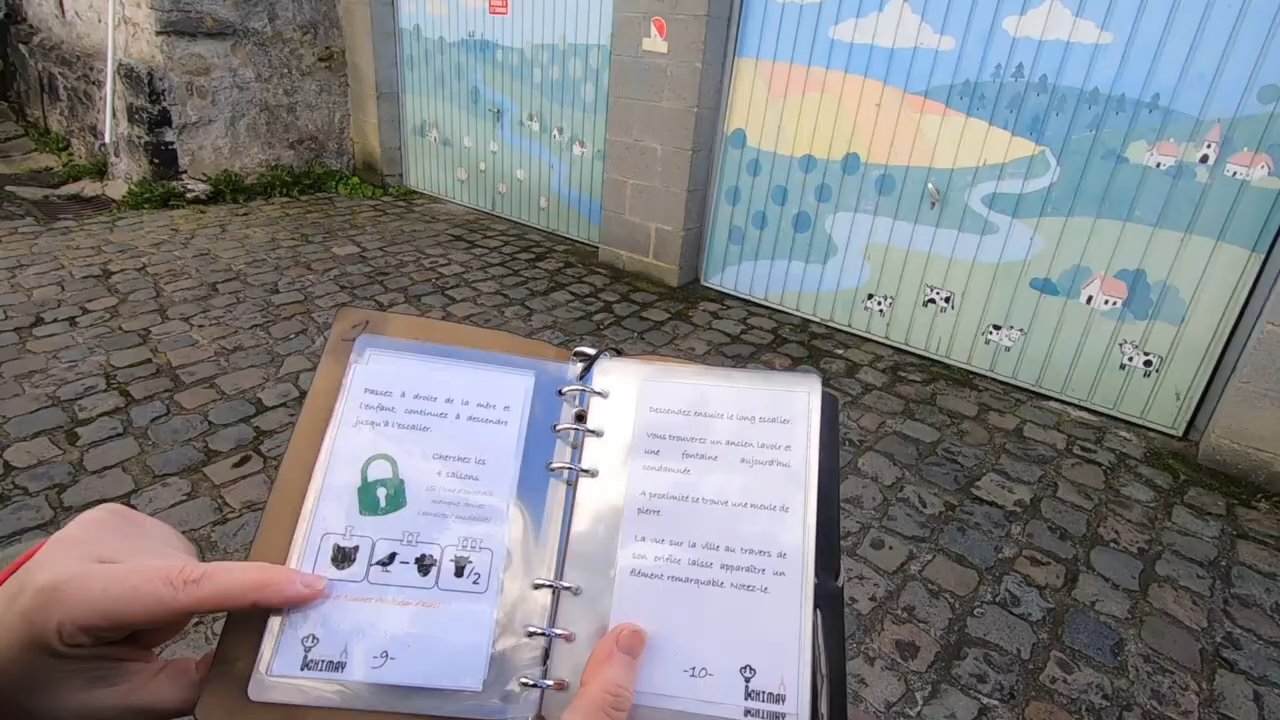 Passez à droite de la mère et
l'enfant, continuez à descendre
jusqu'à l'escalier.
Cherchez les
4 saisons
I
II
III
-
/2
CHIMAY
-9-
Descendez ensuite le long escalier.
Vous trouverez un ancien lavoir et
une fontaine aujourd'hui
condamnée.
A proximité se trouve une meule de
pierre.
La vue sur la ville au travers de
son orifice laisse apparaître un
élément remarquable. Notez-le.
-10-
CHIMAY
CHIMAY